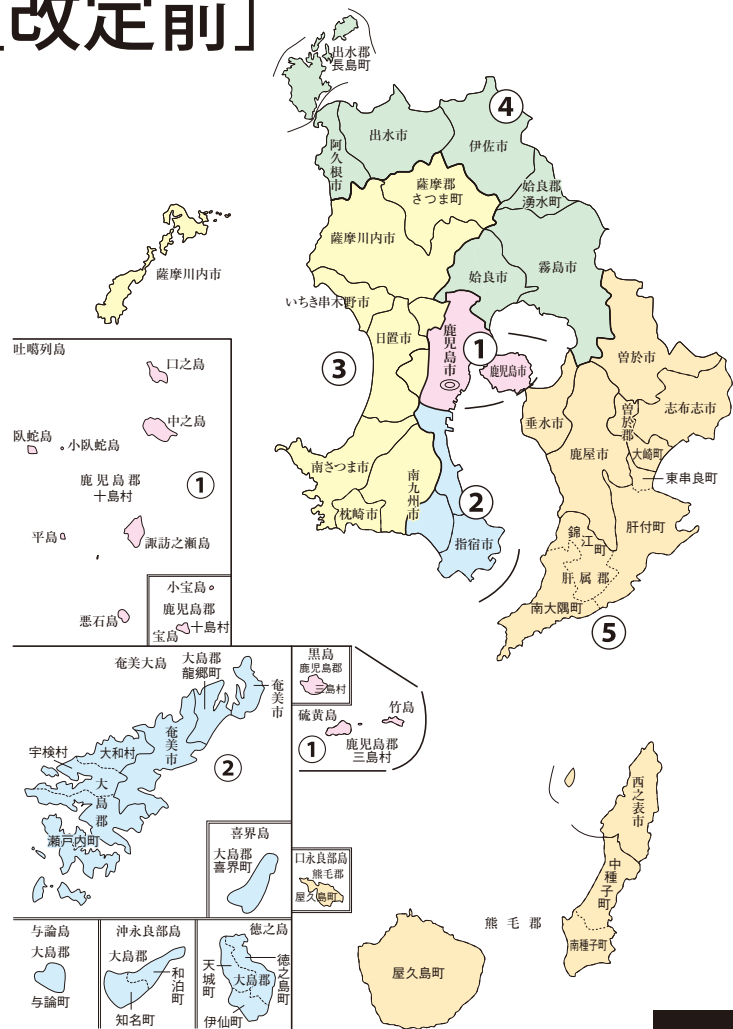 ［改定前］
出水郡
長島町
④
出水市
伊佐市
阿久根市
薩摩郡
さつま町
姶良郡
湧水町
薩摩川内市
姶良市
霧島市
薩摩川内市
いちき串木野市
日置市
鹿児島市
①
鹿児島市
③
曽於市
志布志市
曽於郡
大崎町
垂水市
鹿屋市
東串良町
南さつま市
南九州市
枕崎市
②
指宿市
肝付町
錦江町
肝属郡
南大隅町
⑤
吐噶列島
口之島
中之島
臥蛇島
小臥蛇島
鹿児島郡
十島村
①
平島
諏訪之瀬島
悪石島
小宝島
鹿児島郡
十島村
宝島
奄美大島
大島郡
龍郷町
奄美市
奄美市
宇検村
大和村
大島郡
瀬戸内町
②
黒島
鹿児島郡
三島村
硫黄島
竹島
①
鹿児島郡
三島村
喜界島
大島郡
喜界町
口永良部島
熊毛郡
屋久島町
西之表市
中種子町
熊毛郡
南種子町
屋久島町
与論島
大島郡
与論町
沖永良部島
大島郡
和泊町
知名町
徳之島
天城町
大島郡
徳之島町
伊仙町